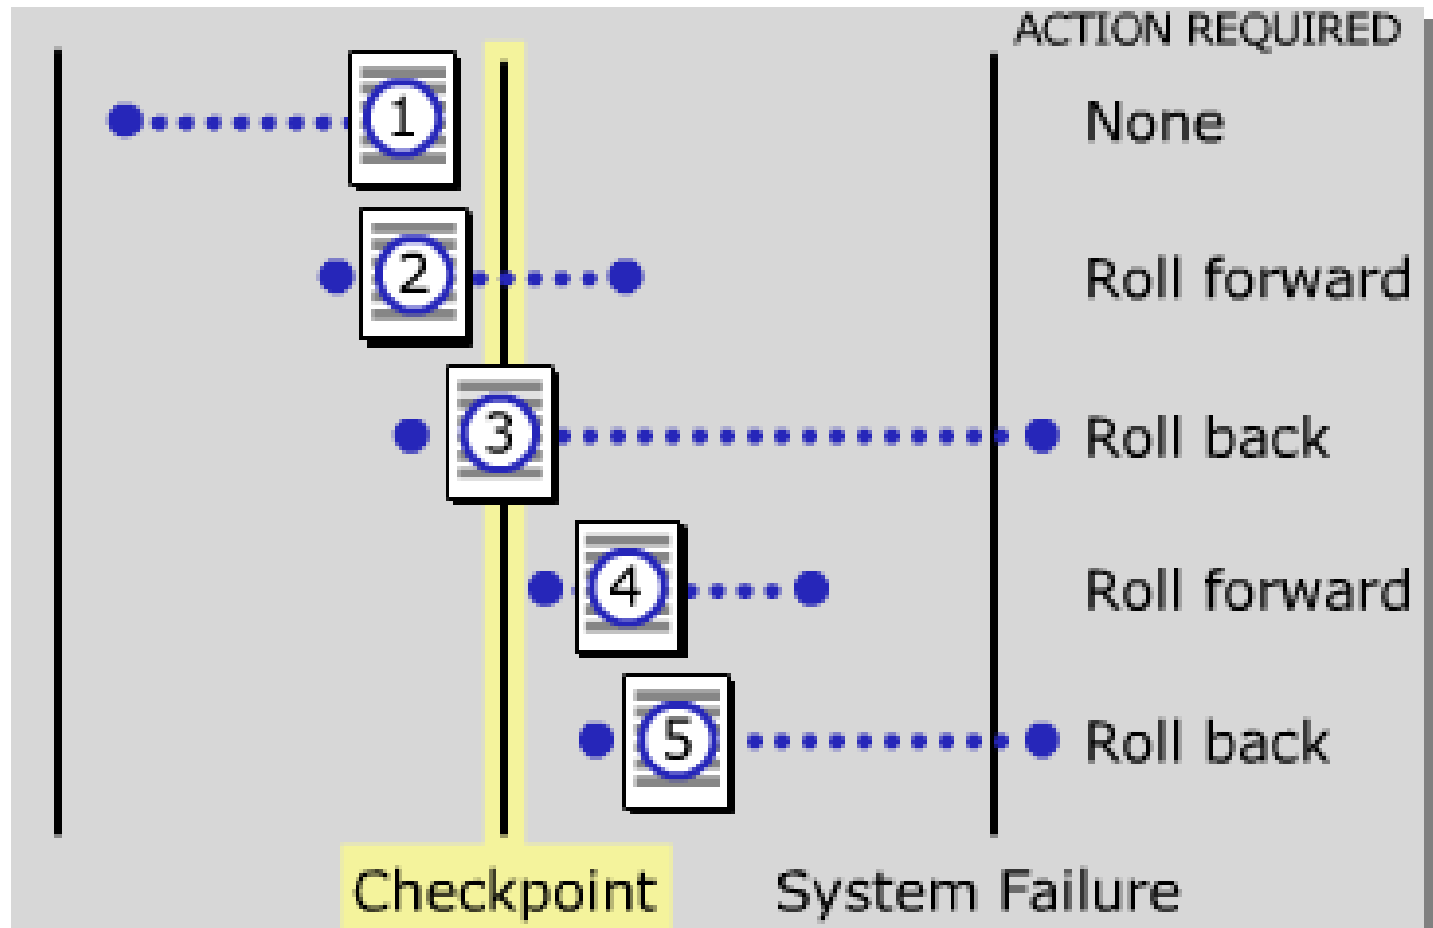 ACTION REQUIRED
1 None
2 Roll forward
3 Roll back
4 Roll forward
5 Roll back
Checkpoint System Failure